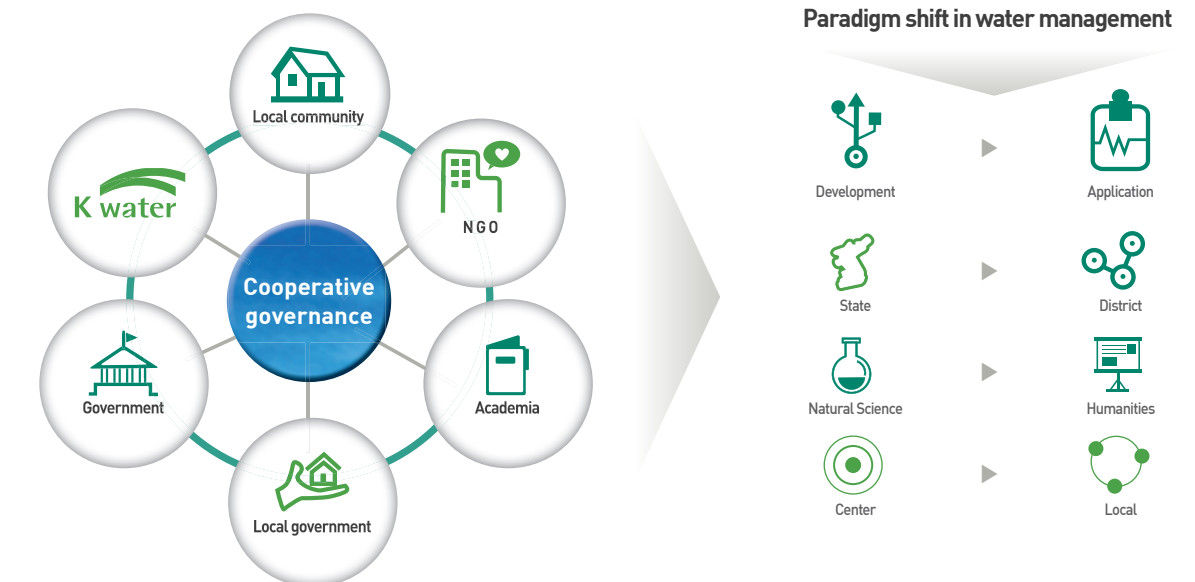 Paradigm shift in water management
Local community
K water
NGO
Cooperative
governance
Government
Academia
Local government
Development
Application
State
District
Natural Science
Humanities
Center
Local